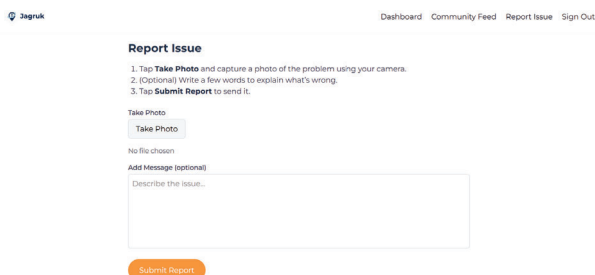 Jagruk
Dashboard Community Feed Report Issue Sign Out
Report Issue
1. Tap Take Photo and capture a photo of the problem using your camera.
2. (Optional) Write a few words to explain what's wrong.
3. Tap Submit Report to send it.
Take Photo
Take Photo
No file chosen
Add Message (optional)
Describe the issue...
Submit Report